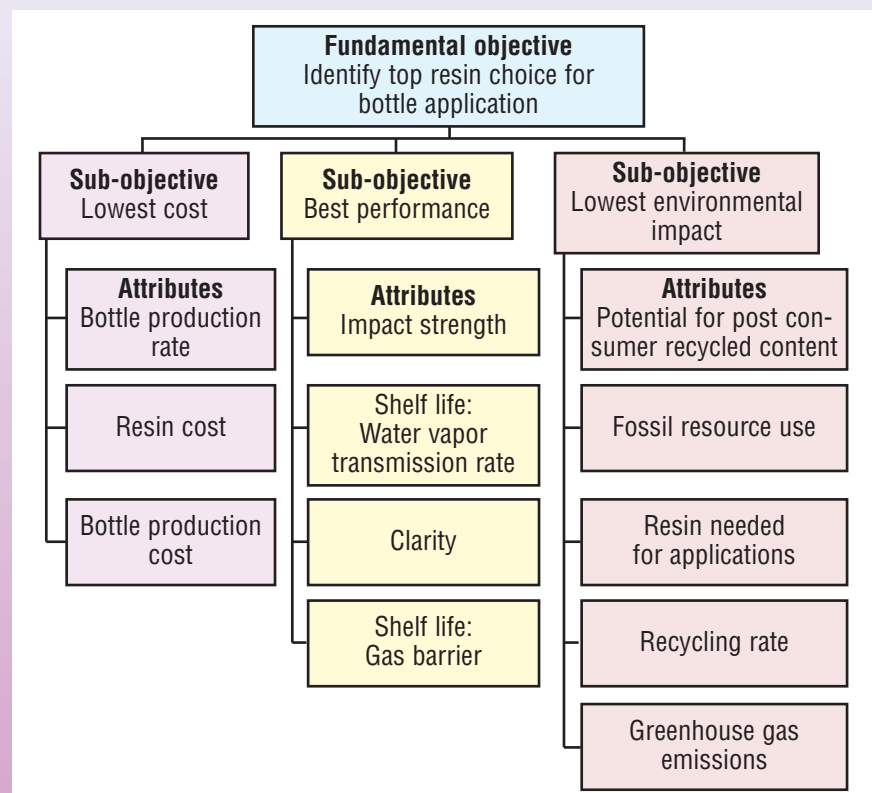 Fundamental objective
Identify top resin choice for
bottle application
Sub-objective
Lowest cost
Sub-objective
Best performance
Sub-objective
Lowest environmental
impact
Attributes
Bottle production
rate
Resin cost
Bottle production
cost
Attributes
Impact strength
Shelf life:
Water vapor
transmission rate
Clarity
Shelf life:
Gas barrier
Attributes
Potential for post con-
sumer recycled content
Fossil resource use
Resin needed
for applications
Recycling rate
Greenhouse gas
emissions